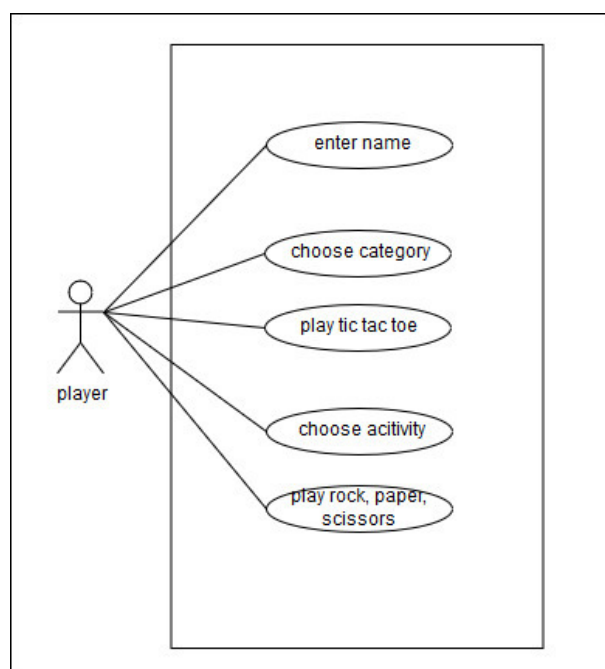 enter name
choose category
play tic tac toe
player
choose acitivity
play rock, paper,
scissors